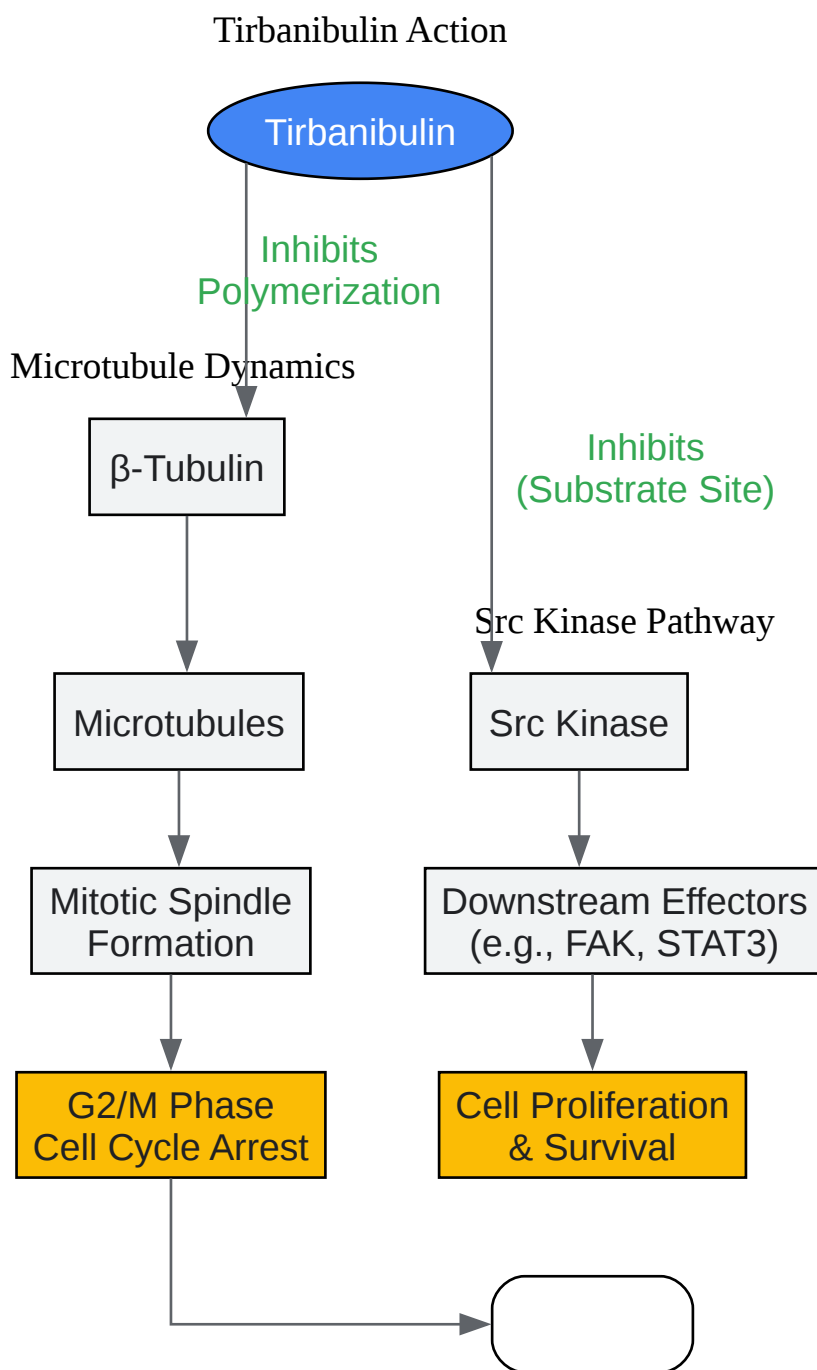 Tirbanibulin Action
Tirbanibulin
Inhibits
Polymerization
Microtubule Dynamics
β-Tubulin
Inhibits
(Substrate Site)
Src Kinase Pathway
Microtubules
Src Kinase
Mitotic Spindle
Formation
Downstream Effectors
(e.g., FAK, STAT3)
G2/M Phase
Cell Cycle Arrest
Cell Proliferation
& Survival